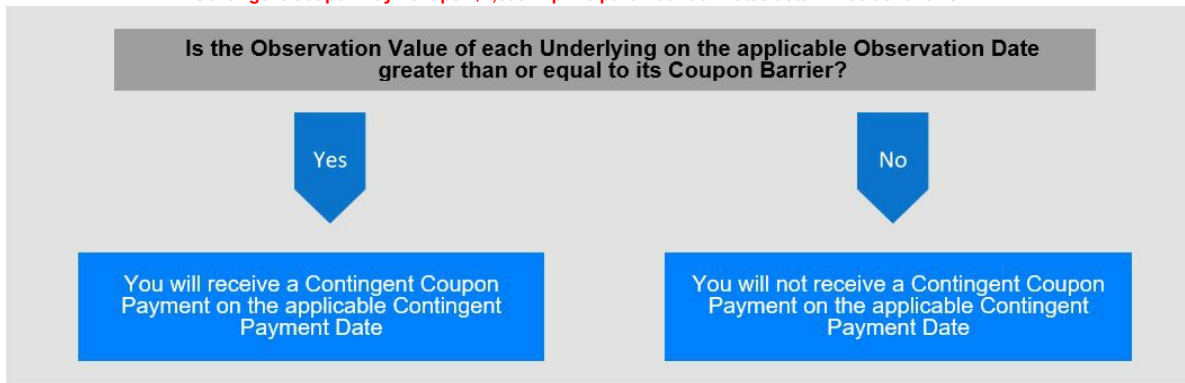 Is the Observation Value of each Underlying on the applicable Observation Date
greater than or equal to its Coupon Barrier?
Yes
No
You will receive a Contingent Coupon
Payment on the applicable Contingent
Payment Date
You will not receive a Contingent Coupon
Payment on the applicable Contingent
Payment Date